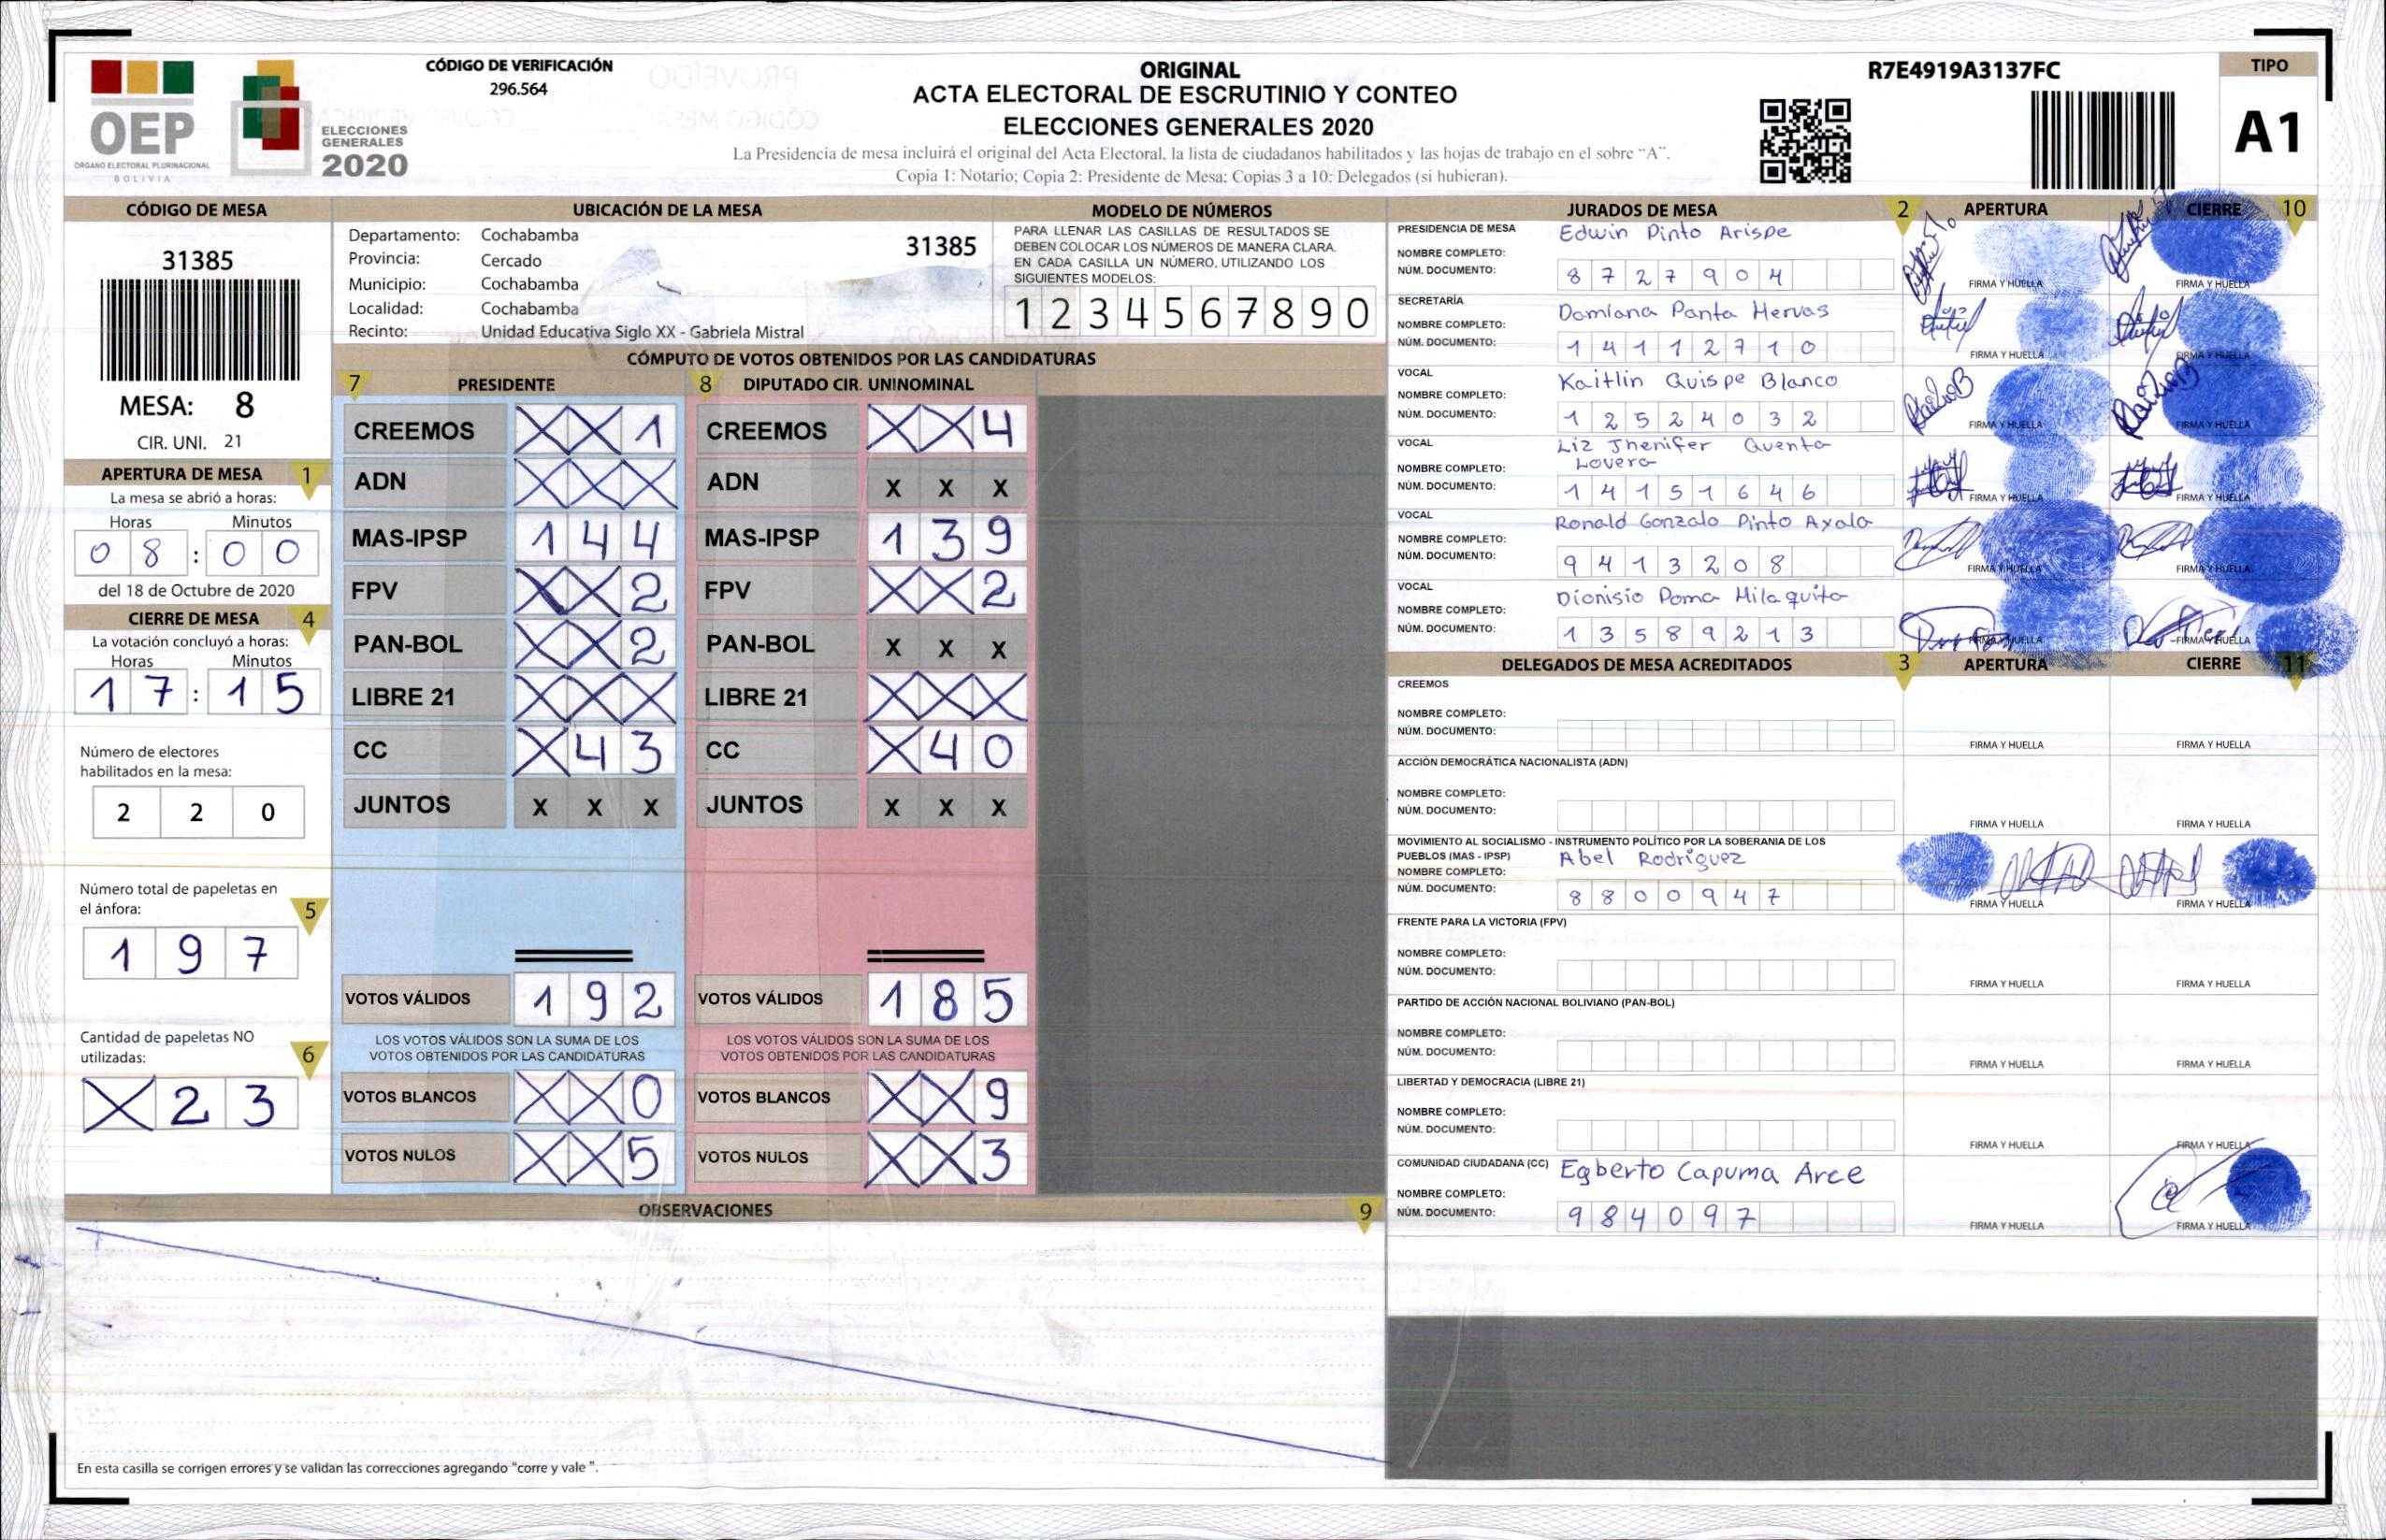 OEP
ÓRGANO ELECTORAL PLURINACIONAL
BOLIVIA
ELECCIONES
GENERALES
2020
CÓDIGO DE VERIFICACIÓN
296.564
ORIGINAL
ACTA ELECTORAL DE ESCRUTINIO Y CONTEO
ELECCIONES GENERALES 2020
La Presidencia de mesa incluirá el original del Acta Electoral, la lista de ciudadanos habilitados y las hojas de trabajo en el sobre "A".
Copia 1: Notario; Copia 2: Presidente de Mesa: Copias 3 a 10: Delegados (si hubieran).
R7E4919A3137FC
TIPO
A1
CÓDIGO DE MESA
31385
MESA: 8
CIR. UNI. 21
APERTURA DE MESA 1
La mesa se abrió a horas:
Horas Minutos
0 8 : 0 0
del 18 de Octubre de 2020
CIERRE DE MESA 4
La votación concluyó a horas:
Horas Minutos
1 7 : 1 5
Número de electores
habilitados en la mesa:
2 2 0
Número total de papeletas en
el ánfora: 5
1 9 7
Cantidad de papeletas NO
utilizadas: 6
X 2 3
UBICACIÓN DE LA MESA
Departamento: Cochabamba
Provincia: Cercado
Municipio: Cochabamba
Localidad: Cochabamba
Recinto: Unidad Educativa Siglo XX - Gabriela Mistral
31385
MODELO DE NÚMEROS
PARA LLENAR LAS CASILLAS DE RESULTADOS SE
DEBEN COLOCAR LOS NÚMEROS DE MANERA CLARA.
EN CADA CASILLA UN NÚMERO, UTILIZANDO LOS
SIGUIENTES MODELOS:
1 2 3 4 5 6 7 8 9 0
CÓMPUTO DE VOTOS OBTENIDOS POR LAS CANDIDATURAS
7 PRESIDENTE
CREEMOS X X 1
ADN X X X
MAS-IPSP 1 4 4
FPV X X 2
PAN-BOL X X 2
LIBRE 21 X X X
CC X 4 3
JUNTOS X X X
VOTOS VÁLIDOS 1 9 2
LOS VOTOS VÁLIDOS SON LA SUMA DE LOS
VOTOS OBTENIDOS POR LAS CANDIDATURAS
VOTOS BLANCOS X X 0
VOTOS NULOS X X 5
8 DIPUTADO CIR. UNINOMINAL
CREEMOS X X 4
ADN X X X
MAS-IPSP 1 3 9
FPV X X 2
PAN-BOL X X X
LIBRE 21 X X X
CC X 4 0
JUNTOS X X X
VOTOS VÁLIDOS 1 8 5
LOS VOTOS VÁLIDOS SON LA SUMA DE LOS
VOTOS OBTENIDOS POR LAS CANDIDATURAS
VOTOS BLANCOS X X 9
VOTOS NULOS X X 3
OBSERVACIONES 9
En esta casilla se corrigen errores y se validan las correcciones agregando "corre y vale ".
JURADOS DE MESA 2 APERTURA CIERRE 10
PRESIDENCIA DE MESA Edwin Pinto Arispe
NOMBRE COMPLETO:
NÚM. DOCUMENTO: 8 7 2 7 9 0 4
FIRMA Y HUELLA FIRMA Y HUELLA
SECRETARÍA Damiana Panta Hervas
NOMBRE COMPLETO:
NÚM. DOCUMENTO: 1 4 1 1 2 7 1 0
FIRMA Y HUELLA FIRMA Y HUELLA
VOCAL Kaitlin Quispe Blanco
NOMBRE COMPLETO:
NÚM. DOCUMENTO: 1 2 5 2 4 0 3 2
FIRMA Y HUELLA FIRMA Y HUELLA
VOCAL Liz Jhenifer Quenta
NOMBRE COMPLETO: Lovera
NÚM. DOCUMENTO: 1 4 1 5 1 6 4 6
FIRMA Y HUELLA FIRMA Y HUELLA
VOCAL Ronald Gonzalo Pinto Ayala
NOMBRE COMPLETO:
NÚM. DOCUMENTO: 9 4 1 3 2 0 8
FIRMA Y HUELLA FIRMA Y HUELLA
VOCAL Dionisio Poma Hilaquita
NOMBRE COMPLETO:
NÚM. DOCUMENTO: 1 3 5 8 9 2 1 3
FIRMA Y HUELLA FIRMA Y HUELLA
DELEGADOS DE MESA ACREDITADOS 3 APERTURA CIERRE 11
CREEMOS
NOMBRE COMPLETO:
NÚM. DOCUMENTO:
FIRMA Y HUELLA FIRMA Y HUELLA
ACCIÓN DEMOCRÁTICA NACIONALISTA (ADN)
NOMBRE COMPLETO:
NÚM. DOCUMENTO:
FIRMA Y HUELLA FIRMA Y HUELLA
MOVIMIENTO AL SOCIALISMO - INSTRUMENTO POLÍTICO POR LA SOBERANIA DE LOS
PUEBLOS (MAS - IPSP) Abel Rodriguez
NOMBRE COMPLETO:
NÚM. DOCUMENTO: 8 8 0 0 9 4 7
FIRMA Y HUELLA FIRMA Y HUELLA
FRENTE PARA LA VICTORIA (FPV)
NOMBRE COMPLETO:
NÚM. DOCUMENTO:
FIRMA Y HUELLA FIRMA Y HUELLA
PARTIDO DE ACCIÓN NACIONAL BOLIVIANO (PAN-BOL)
NOMBRE COMPLETO:
NÚM. DOCUMENTO:
FIRMA Y HUELLA FIRMA Y HUELLA
LIBERTAD Y DEMOCRACIA (LIBRE 21)
NOMBRE COMPLETO:
NÚM. DOCUMENTO:
FIRMA Y HUELLA FIRMA Y HUELLA
COMUNIDAD CIUDADANA (CC) Egberto Capuma Arce
NOMBRE COMPLETO:
NÚM. DOCUMENTO: 9 8 4 0 9 7
FIRMA Y HUELLA FIRMA Y HUELLA